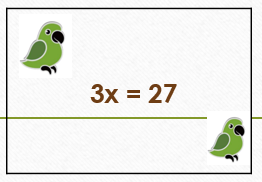 3x = 27